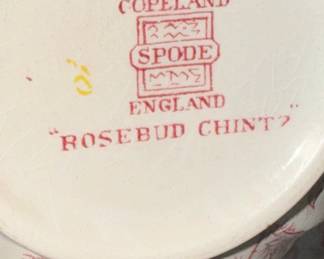 COPELAND
SPODE
ENGLAND
"ROSEBUD CHINTZ"